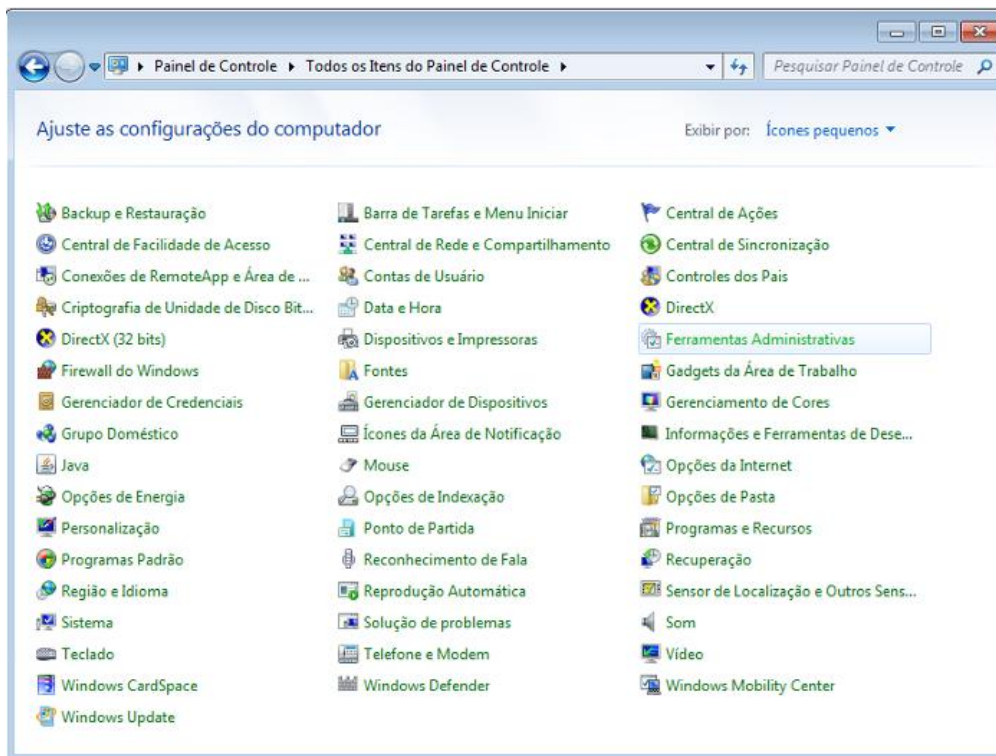 Painel de Controle ▸ Todos os Itens do Painel de Controle ▸ Pesquisar Painel de Controle
Ajuste as configurações do computador Exibir por: Ícones pequenos
Backup e Restauração Barra de Tarefas e Menu Iniciar Central de Ações
Central de Facilidade de Acesso Central de Rede e Compartilhamento Central de Sincronização
Conexões de RemoteApp e Área de ... Contas de Usuário Controles dos Pais
Criptografia de Unidade de Disco Bit... Data e Hora DirectX
DirectX (32 bits) Dispositivos e Impressoras Ferramentas Administrativas
Firewall do Windows Fontes Gadgets da Área de Trabalho
Gerenciador de Credenciais Gerenciador de Dispositivos Gerenciamento de Cores
Grupo Doméstico Ícones da Área de Notificação Informações e Ferramentas de Dese...
Java Mouse Opções da Internet
Opções de Energia Opções de Indexação Opções de Pasta
Personalização Ponto de Partida Programas e Recursos
Programas Padrão Reconhecimento de Fala Recuperação
Região e Idioma Reprodução Automática Sensor de Localização e Outros Sens...
Sistema Solução de problemas Som
Teclado Telefone e Modem Vídeo
Windows CardSpace Windows Defender Windows Mobility Center
Windows Update